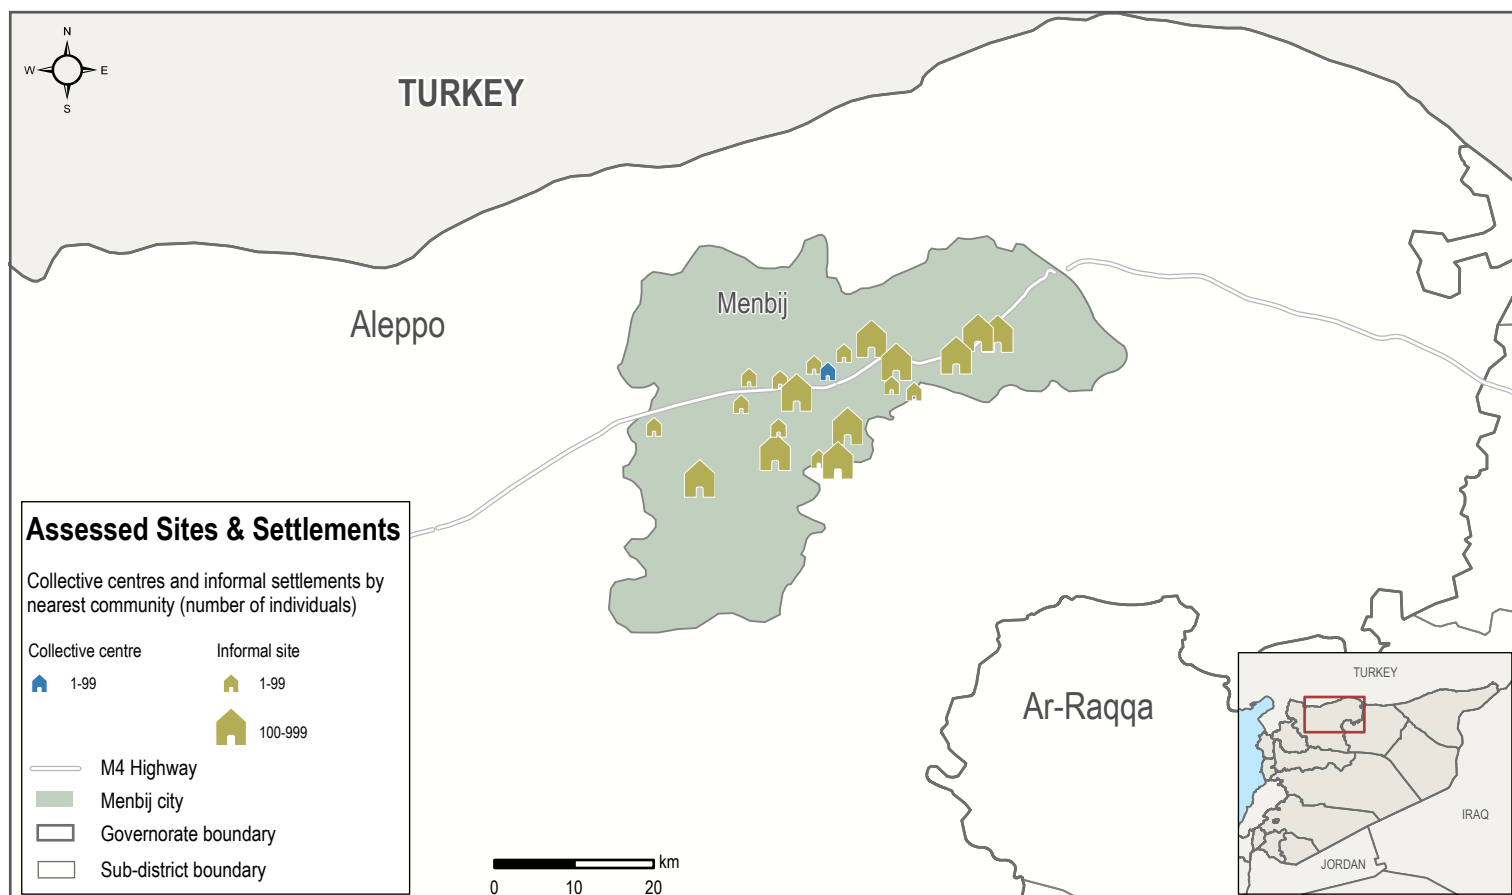 N
W E
S
TURKEY
Menbij
Aleppo
Ar-Raqqa
Assessed Sites & Settlements
Collective centres and informal settlements by
nearest community (number of individuals)
Collective centre
Informal site
1-99
1-99
100-999
M4 Highway
Menbij city
Governorate boundary
Sub-district boundary
km
0 10 20
TURKEY
IRAQ
JORDAN